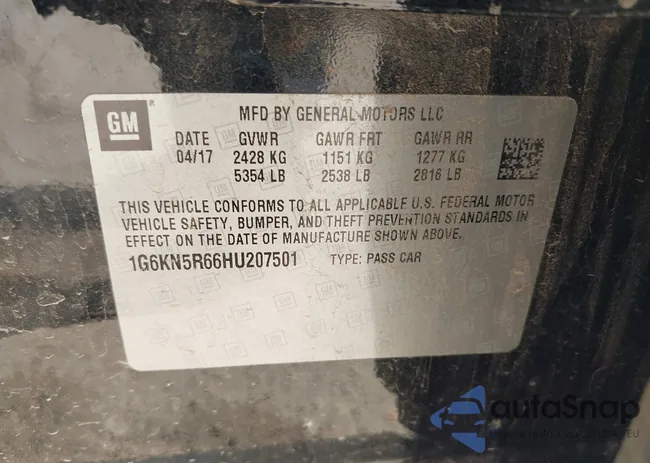 GM
MFD BY GENERAL MOTORS LLC
DATE GVWR GAWR FRT GAWR RR
04/17 2428 KG 1151 KG 1277 KG
5354 LB 2538 LB 2816 LB
THIS VEHICLE CONFORMS TO ALL APPLICABLE U.S. FEDERAL MOTOR
VEHICLE SAFETY, BUMPER, AND THEFT PREVENTION STANDARDS IN
EFFECT ON THE DATE OF MANUFACTURE SHOWN ABOVE.
1G6KN5R66HU207501 TYPE: PASS CAR
autoSnap